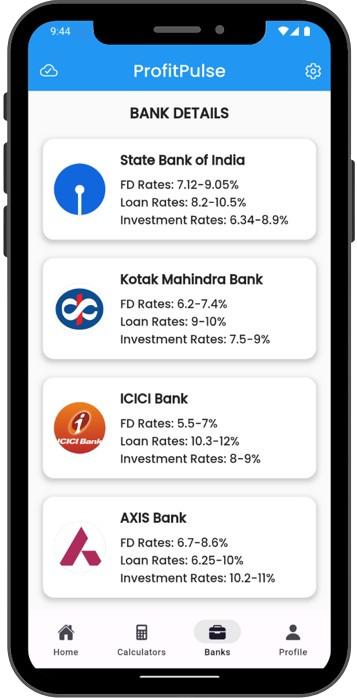 9:44
ProfitPulse
BANK DETAILS
State Bank of India
FD Rates: 7.12-9.05%
Loan Rates: 8.2-10.5%
Investment Rates: 6.34-8.9%
Kotak Mahindra Bank
FD Rates: 6.2-7.4%
Loan Rates: 9-10%
Investment Rates: 7.5-9%
ICICI Bank
FD Rates: 5.5-7%
Loan Rates: 10.3-12%
Investment Rates: 8-9%
ICICI Bank
AXIS Bank
FD Rates: 6.7-8.6%
Loan Rates: 6.25-10%
Investment Rates: 10.2-11%
Home
Calculators
Banks
Profile